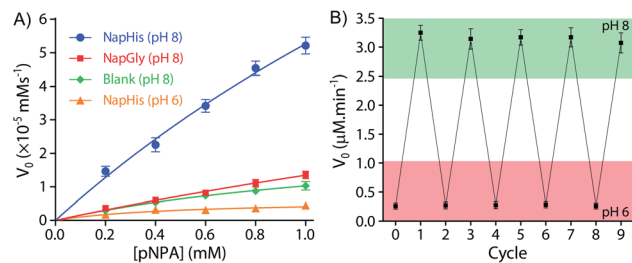 A)
NapHis (pH 8)
NapGly (pH 8)
Blank (pH 8)
NapHis (pH 6)
V0 (×10-5 mMs-1)
6
5
4
3
2
1
0
0.0 0.2 0.4 0.6 0.8 1.0
[pNPA] (mM)
B)
pH 8
pH 6
V0 (μM.min-1)
3.5
3.0
2.5
2.0
1.5
1.0
0.5
0.0
0 1 2 3 4 5 6 7 8 9
Cycle